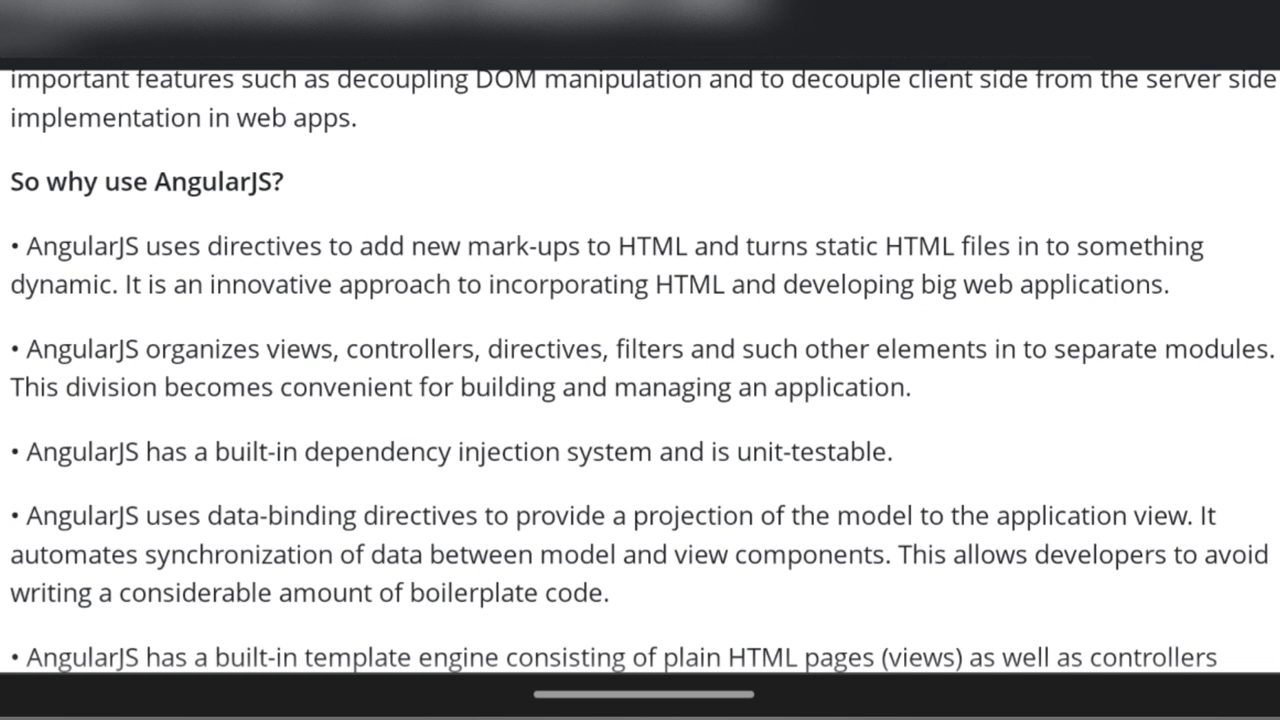 important features such as decoupling DOM manipulation and to decouple client side from the server side
implementation in web apps.
So why use AngularJS?
• AngularJS uses directives to add new mark-ups to HTML and turns static HTML files in to something
dynamic. It is an innovative approach to incorporating HTML and developing big web applications.
• AngularJS organizes views, controllers, directives, filters and such other elements in to separate modules.
This division becomes convenient for building and managing an application.
• AngularJS has a built-in dependency injection system and is unit-testable.
• AngularJS uses data-binding directives to provide a projection of the model to the application view. It
automates synchronization of data between model and view components. This allows developers to avoid
writing a considerable amount of boilerplate code.
• AngularJS has a built-in template engine consisting of plain HTML pages (views) as well as controllers